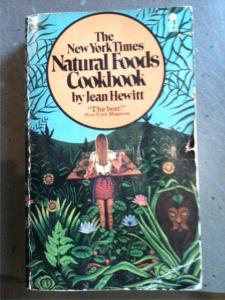 The
New York Times
Natural Foods
Cookbook
by Jean Hewitt
"The best!"
New York Magazine